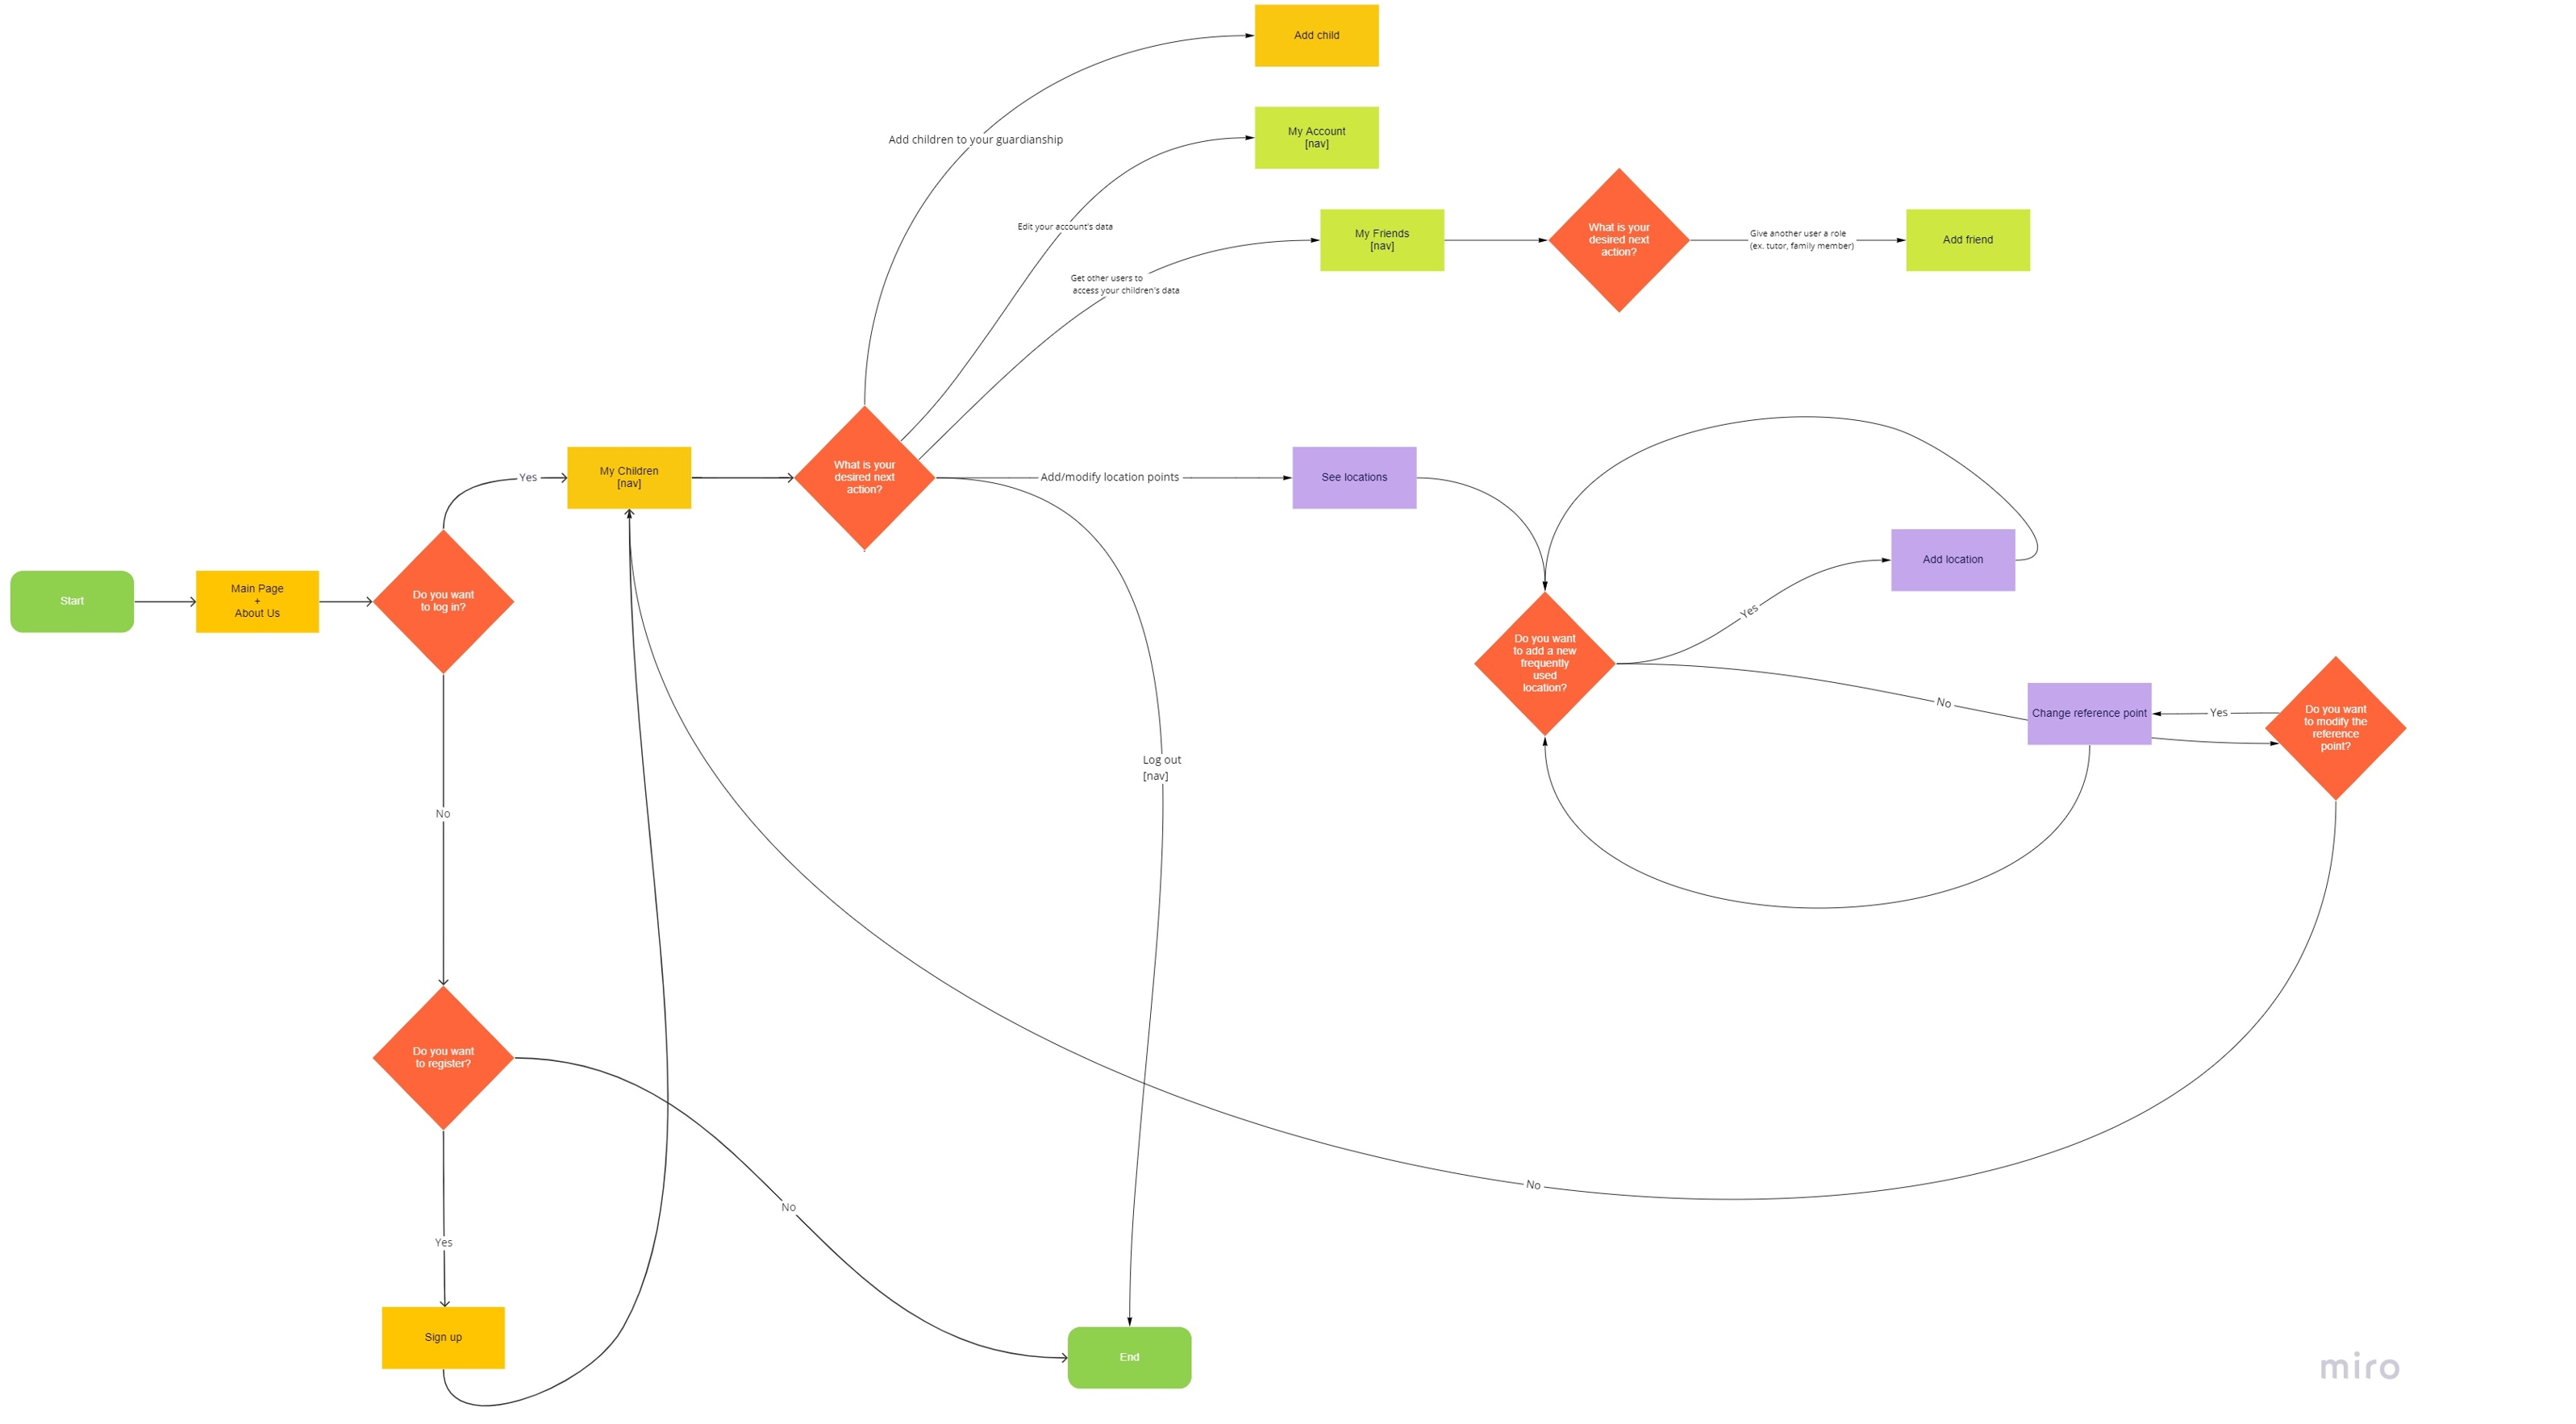 Add child
Add children to your guardianship
My Account
[nav]
Edit your account's data
My Friends
[nav]
What is your
desired next
action?
Give another user a role
(ex. tutor, family member)
Add friend
Get other users to
access your children's data
Yes
My Children
[nav]
What is your
desired next
action?
Add/modify location points
See locations
Start
Main Page
+
About Us
Do you want
to log in?
Add location
Yes
Do you want
to add a new
frequently
used
location?
No
Change reference point
Yes
Do you want
to modify the
reference
point?
Log out
[nav]
No
Do you want
to register?
No
No
Yes
Sign up
End
miro